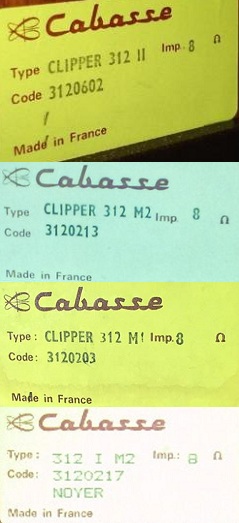 Cabasse
Type CLIPPER 312 II Imp. 8 Ω
Code 3120602
Made in France
Cabasse
Type CLIPPER 312 M2 Imp. 8 Ω
Code 3120213
Made in France
Cabasse
Type : CLIPPER 312 M1 Imp. 8 Ω
Code : 3120203
Made in France
Cabasse
Type : 312 I M2 Imp. : 8 Ω
Code : 3120217
NOYER
Made in France